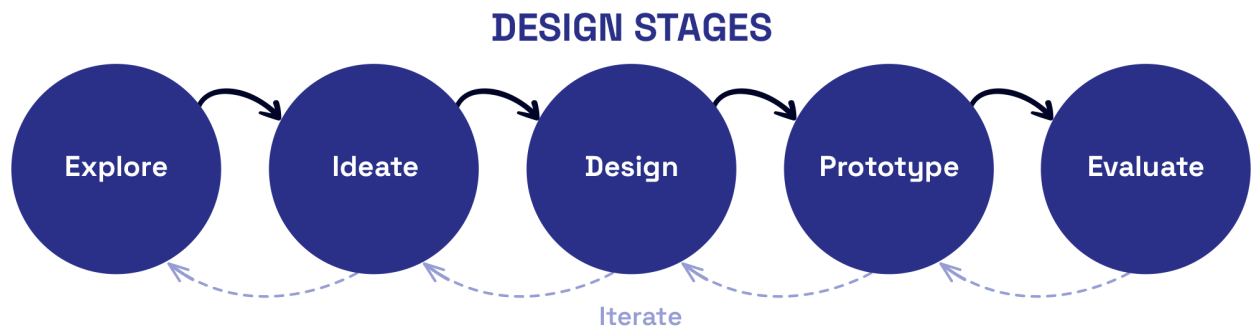 DESIGN STAGES
Explore
Ideate
Design
Prototype
Evaluate
Iterate